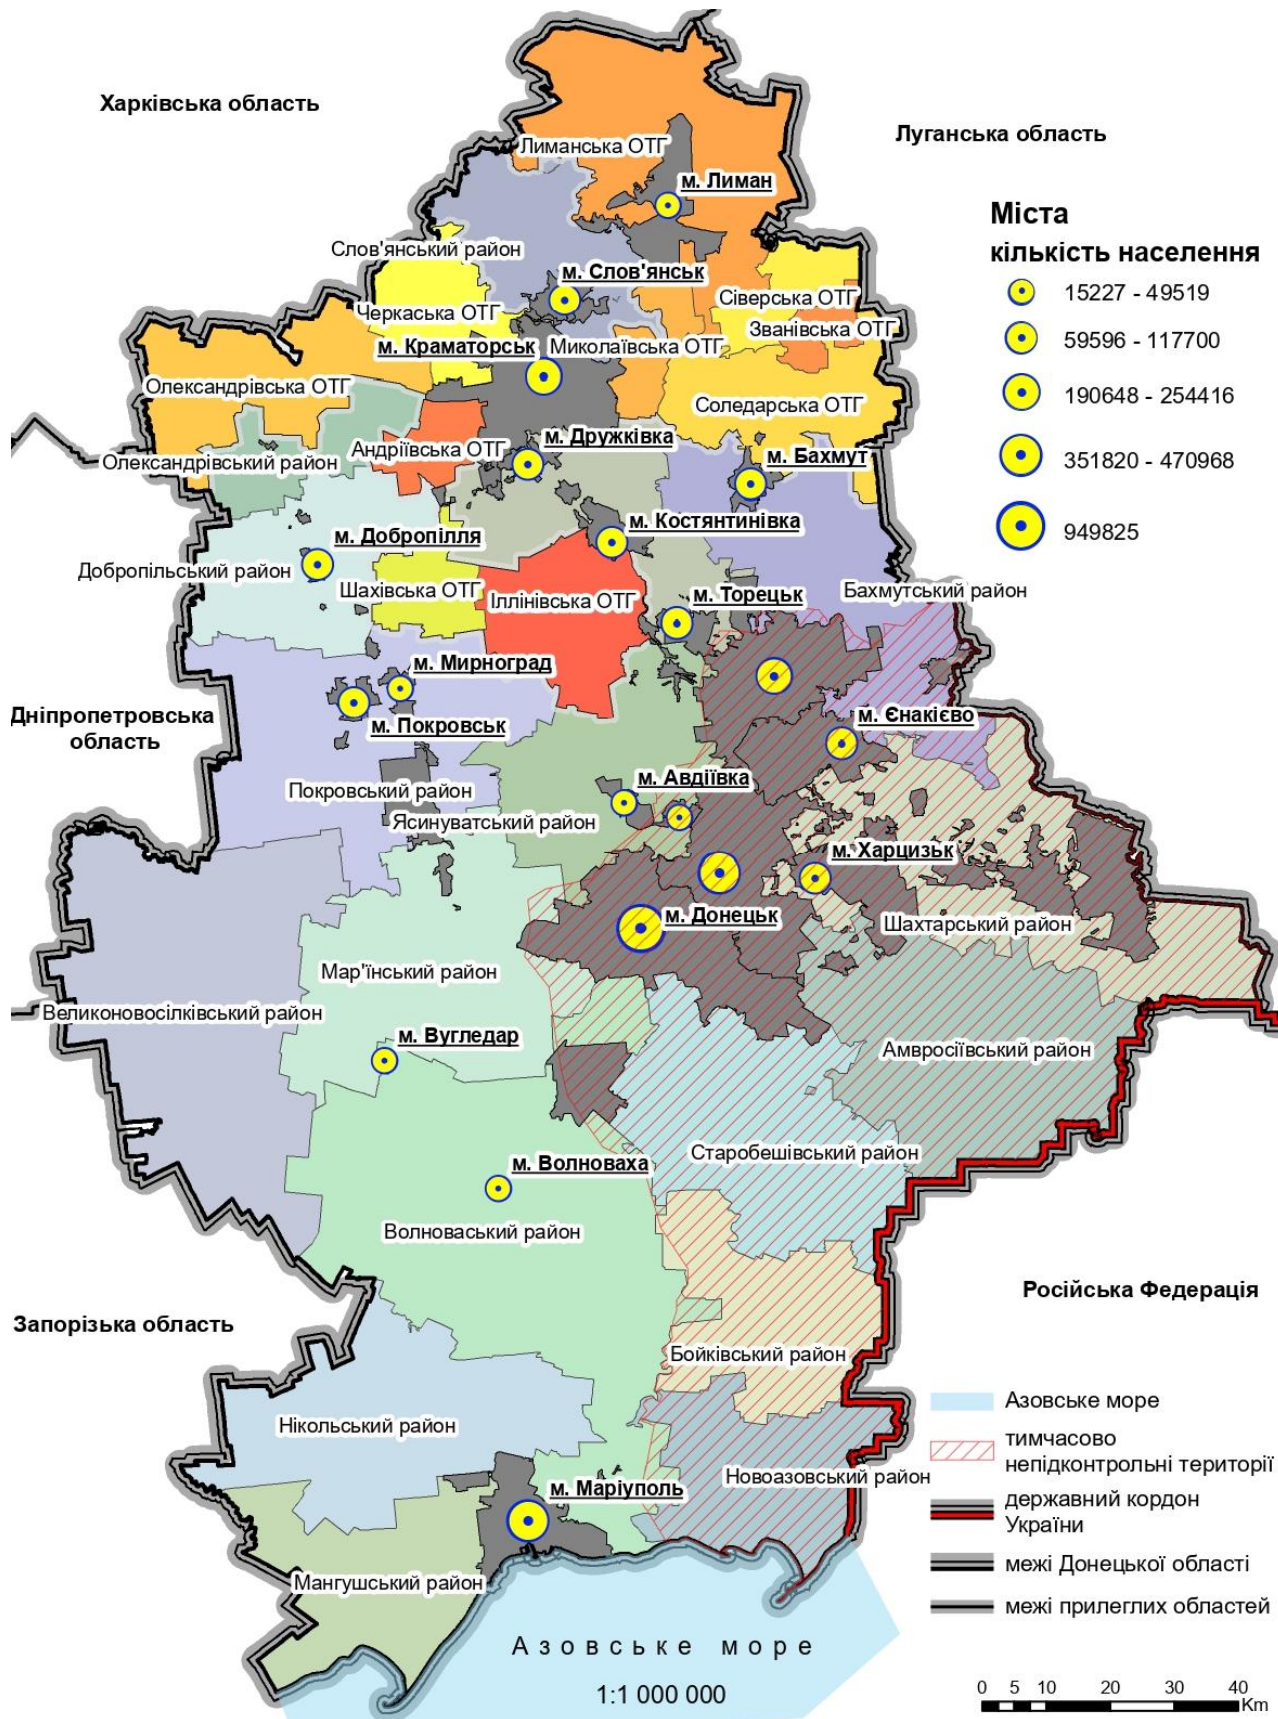 Харківська область
Луганська область
Лиманська ОТГ
м. Лиман
Міста
кількість населення
15227 - 49519
59596 - 117700
190648 - 254416
351820 - 470968
949825
Слов'янський район
м. Слов'янськ
Сіверська ОТГ
Черкаська ОТГ
Званівська ОТГ
м. Краматорськ
Миколаївська ОТГ
Олександрівська ОТГ
Соледарська ОТГ
м. Дружківка
Андріївська ОТГ
м. Бахмут
Олександрівський район
м. Костянтинівка
м. Добропілля
Добропільський район
Шахівська ОТГ
Іллінівська ОТГ
Бахмутський район
м. Торецьк
м. Мирноград
Дніпропетровська
область
м. Покровськ
м. Єнакієво
м. Авдіївка
Покровський район
Ясинуватський район
м. Харцизьк
м. Донецьк
Шахтарський район
Мар'їнський район
Великоновосілківський район
м. Вугледар
Амвросіївський район
Старобешівський район
м. Волноваха
Волноваський район
Російська Федерація
Запорізька область
Бойківський район
Нікольський район
Новоазовський район
м. Маріуполь
Мангушський район
Азовське море
тимчасово
непідконтрольні території
державний кордон
України
межі Донецької області
межі прилеглих областей
Азовське море
1:1 000 000
0 5 10 20 30 40
Km